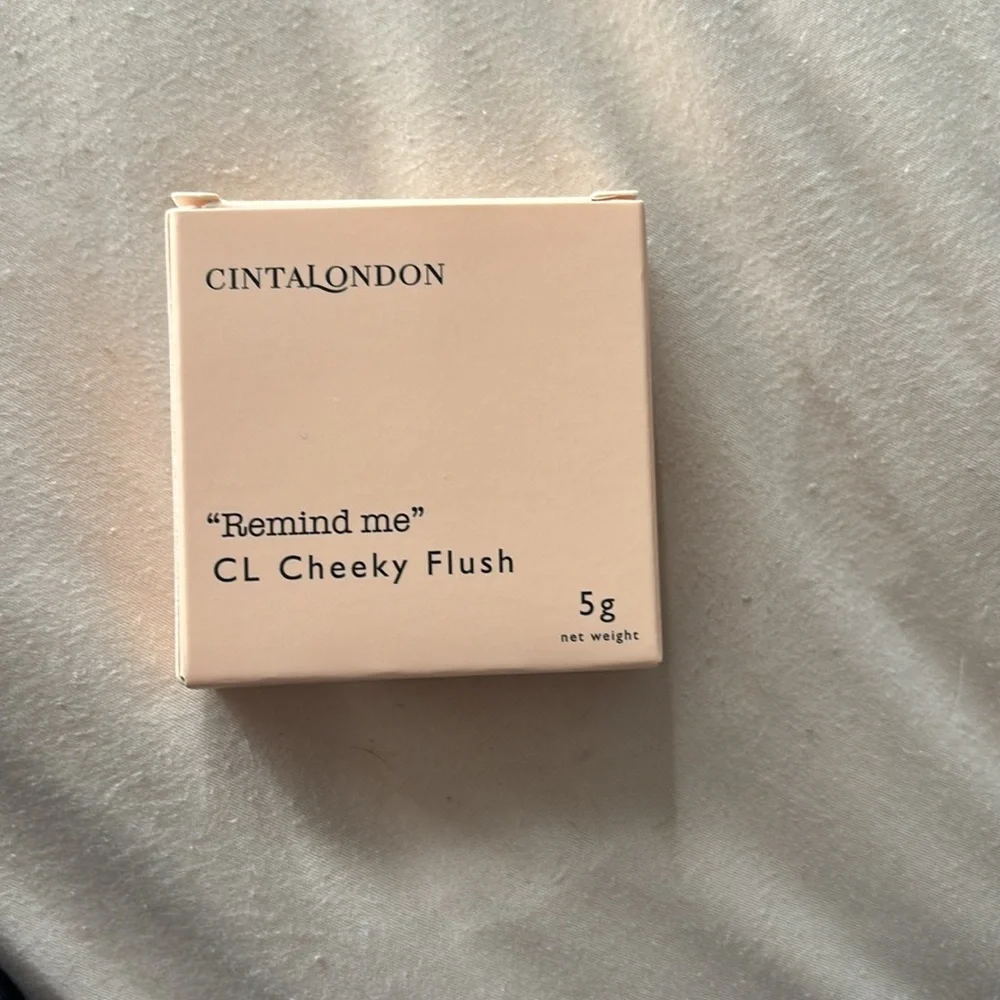 CINTALONDON
“Remind me”
CL Cheeky Flush
5g
net weight